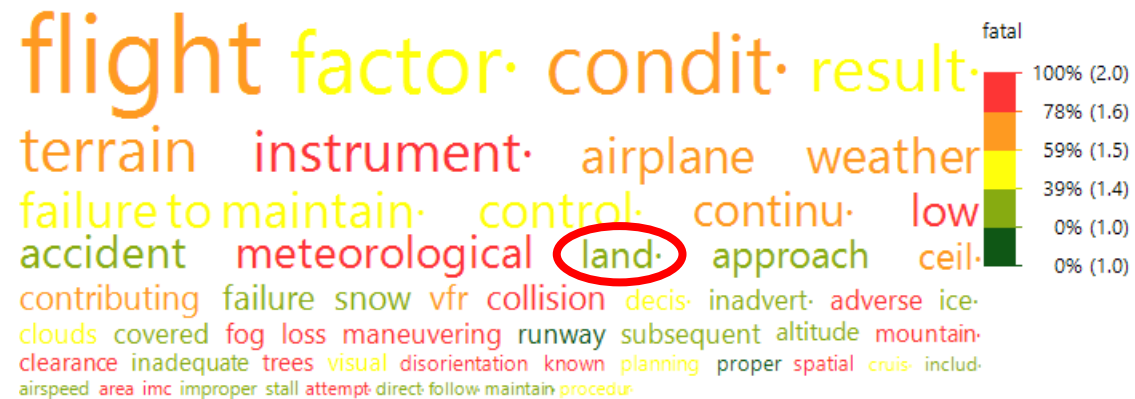 flight factor· condit· result·
terrain instrument· airplane weather
failure to maintain· control· continu· low
accident meteorological land· approach ceil·
contributing failure snow vfr collision decis· inadvert· adverse ice·
clouds covered fog loss maneuvering runway subsequent altitude mountain·
clearance inadequate trees visual disorientation known planning proper spatial cruis· includ·
airspeed area imc improper stall attempt· direct· follow· maintain· procedur·
fatal
100% (2.0)
78% (1.6)
59% (1.5)
39% (1.4)
0% (1.0)
0% (1.0)